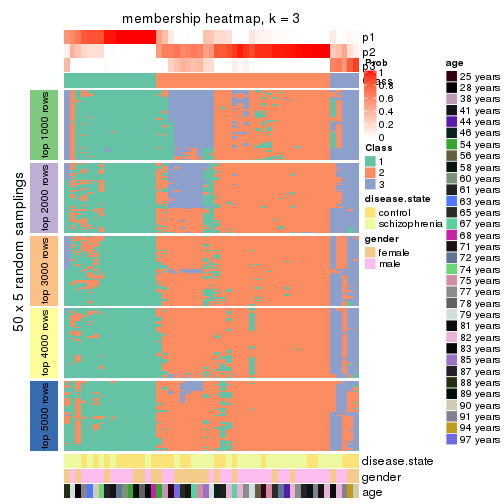 membership heatmap, k = 3
p1
p2
p3
50 x 5 random samplings
top 1000 rows
top 2000 rows
top 3000 rows
top 4000 rows
top 5000 rows
disease.state
gender
age
Prob
1
0.8
0.6
0.4
0.2
0
Class
Class
1
2
3
disease.state
control
schizophrenia
gender
female
male
age
25 years
28 years
38 years
41 years
44 years
46 years
54 years
56 years
58 years
60 years
61 years
63 years
65 years
67 years
68 years
71 years
72 years
74 years
75 years
77 years
78 years
79 years
81 years
82 years
83 years
85 years
87 years
88 years
89 years
90 years
91 years
94 years
97 years